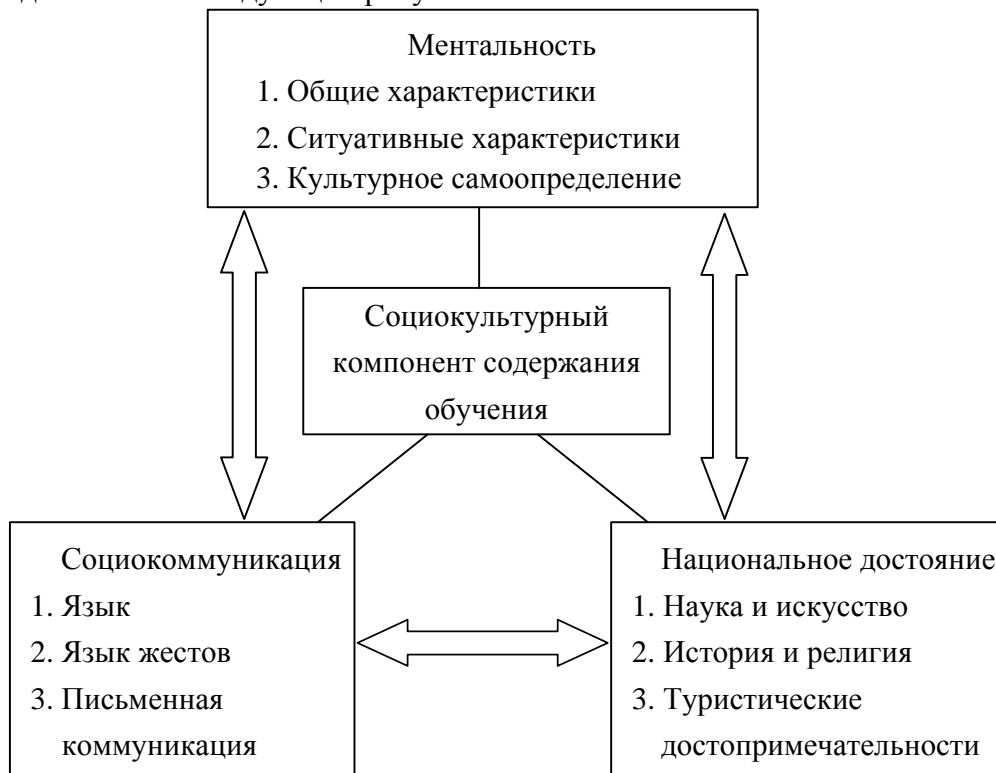 Ментальность
1. Общие характеристики
2. Ситуативные характеристики
3. Культурное самоопределение
Социокультурный
компонент содержания
обучения
Социокоммуникация
1. Язык
2. Язык жестов
3. Письменная
коммуникация
Национальное достояние
1. Наука и искусство
2. История и религия
3. Туристические
достопримечательности